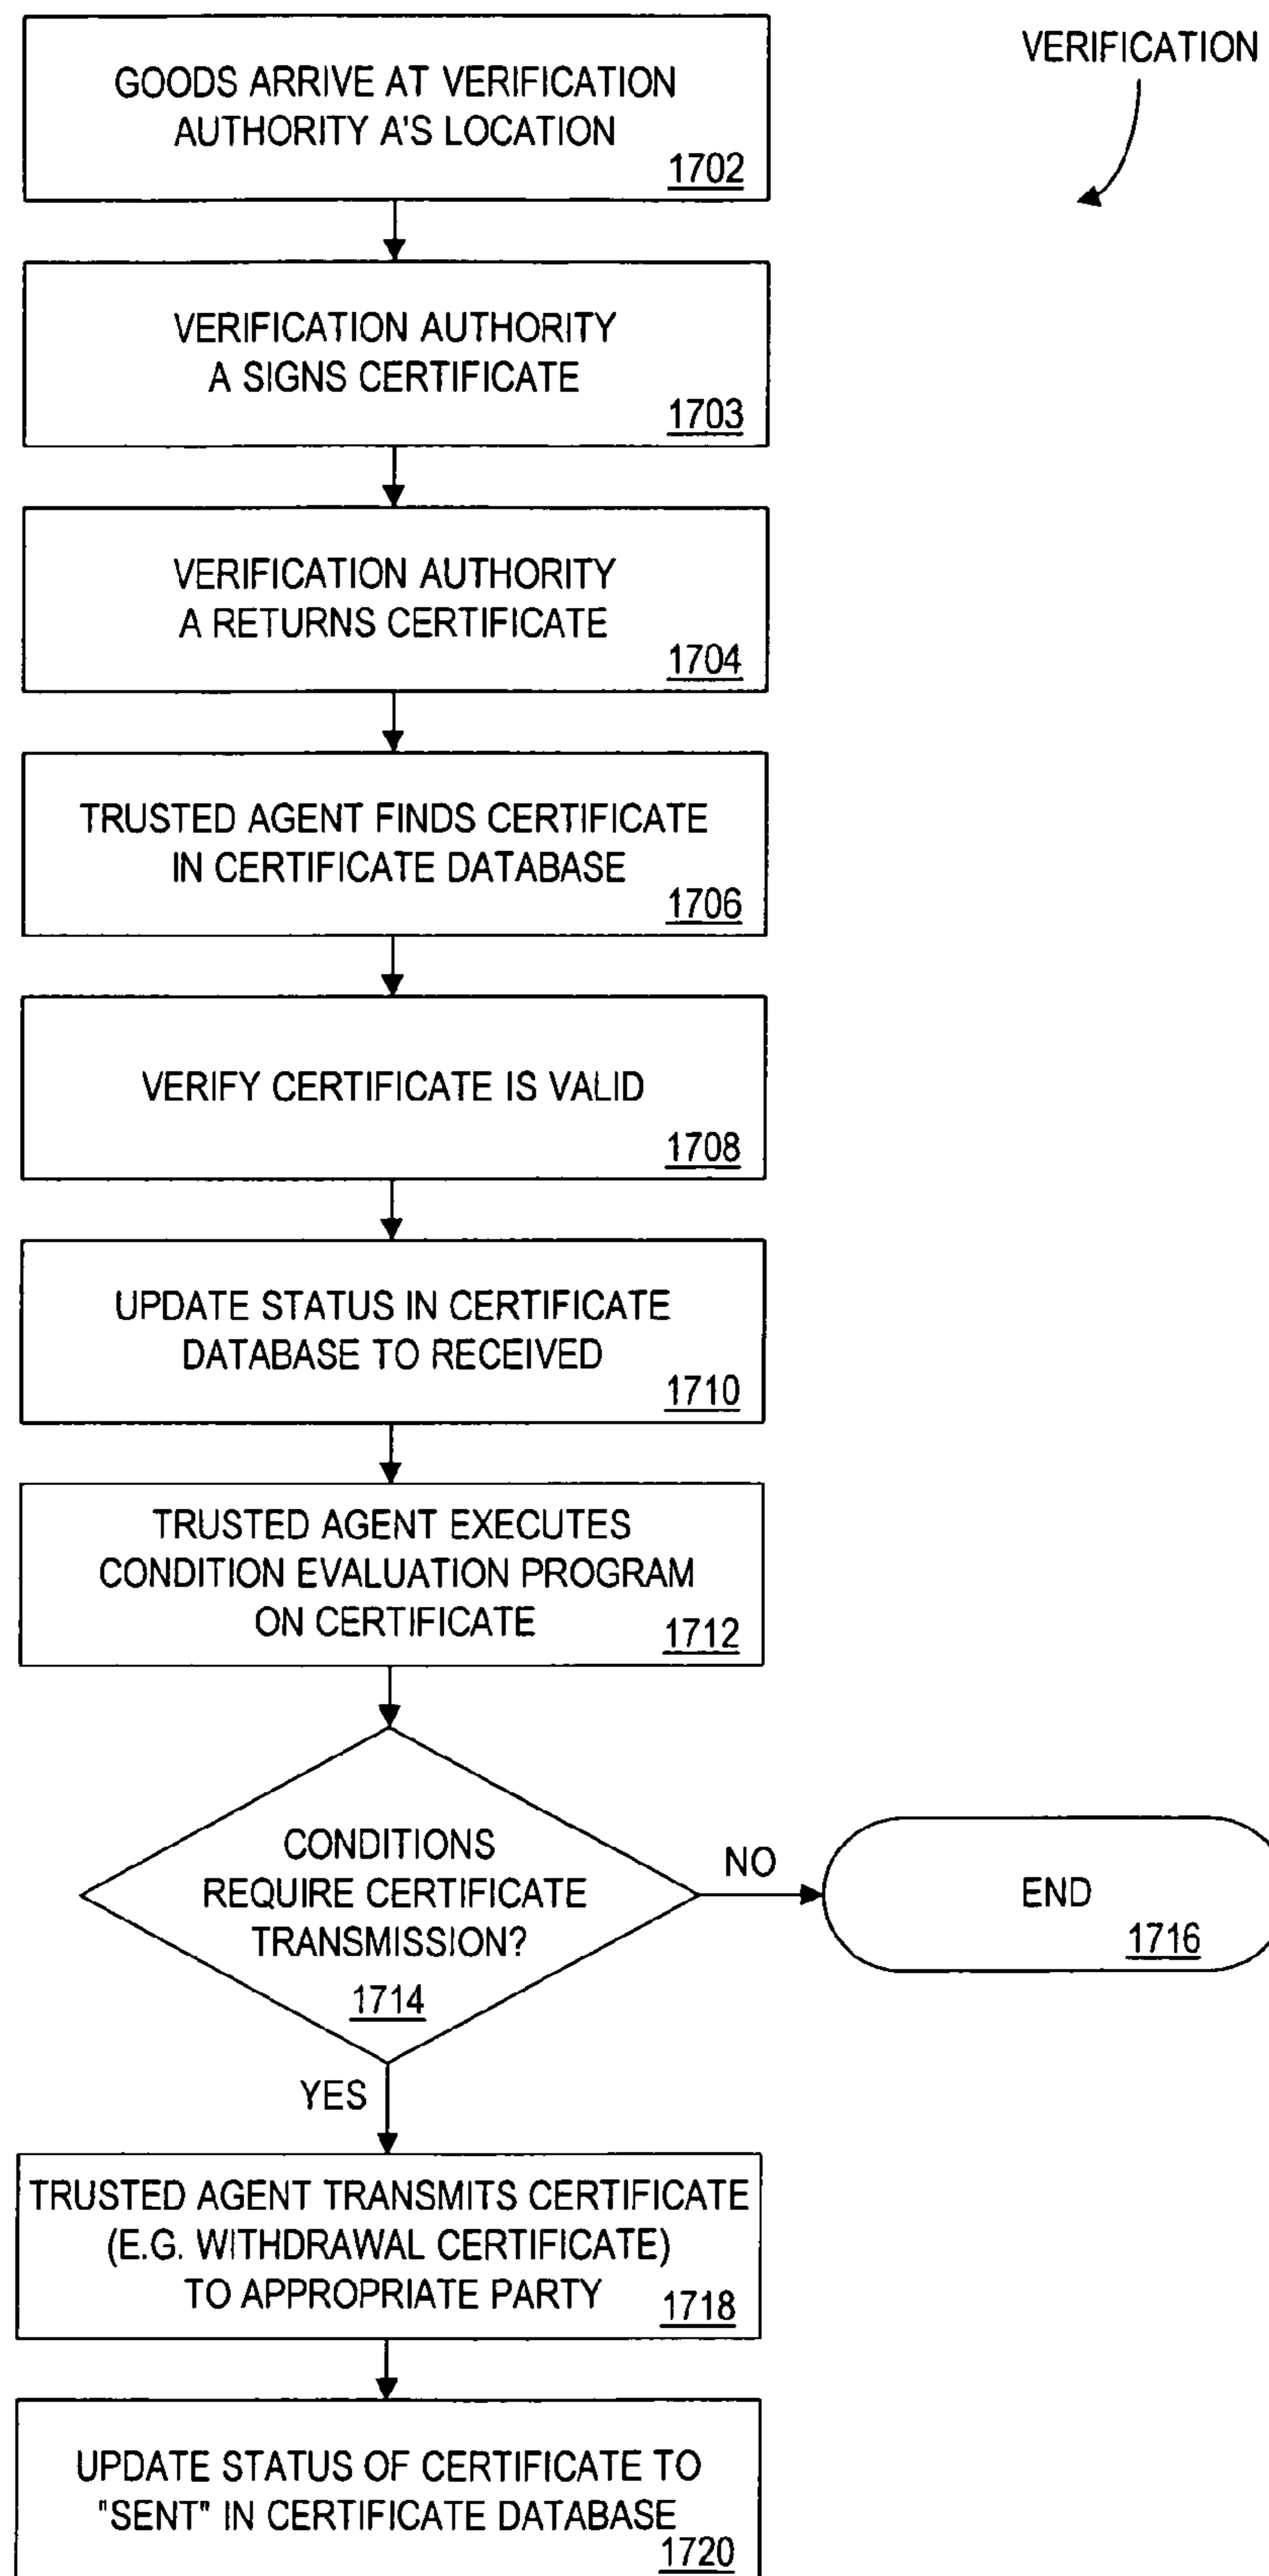 VERIFICATION
GOODS ARRIVE AT VERIFICATION
AUTHORITY A'S LOCATION
1702
VERIFICATION AUTHORITY
A SIGNS CERTIFICATE
1703
VERIFICATION AUTHORITY
A RETURNS CERTIFICATE
1704
TRUSTED AGENT FINDS CERTIFICATE
IN CERTIFICATE DATABASE
1706
VERIFY CERTIFICATE IS VALID
1708
UPDATE STATUS IN CERTIFICATE
DATABASE TO RECEIVED
1710
TRUSTED AGENT EXECUTES
CONDITION EVALUATION PROGRAM
ON CERTIFICATE
1712
CONDITIONS
REQUIRE CERTIFICATE
TRANSMISSION?
1714
NO
END
1716
YES
TRUSTED AGENT TRANSMITS CERTIFICATE
(E.G. WITHDRAWAL CERTIFICATE)
TO APPROPRIATE PARTY
1718
UPDATE STATUS OF CERTIFICATE TO
"SENT" IN CERTIFICATE DATABASE
1720